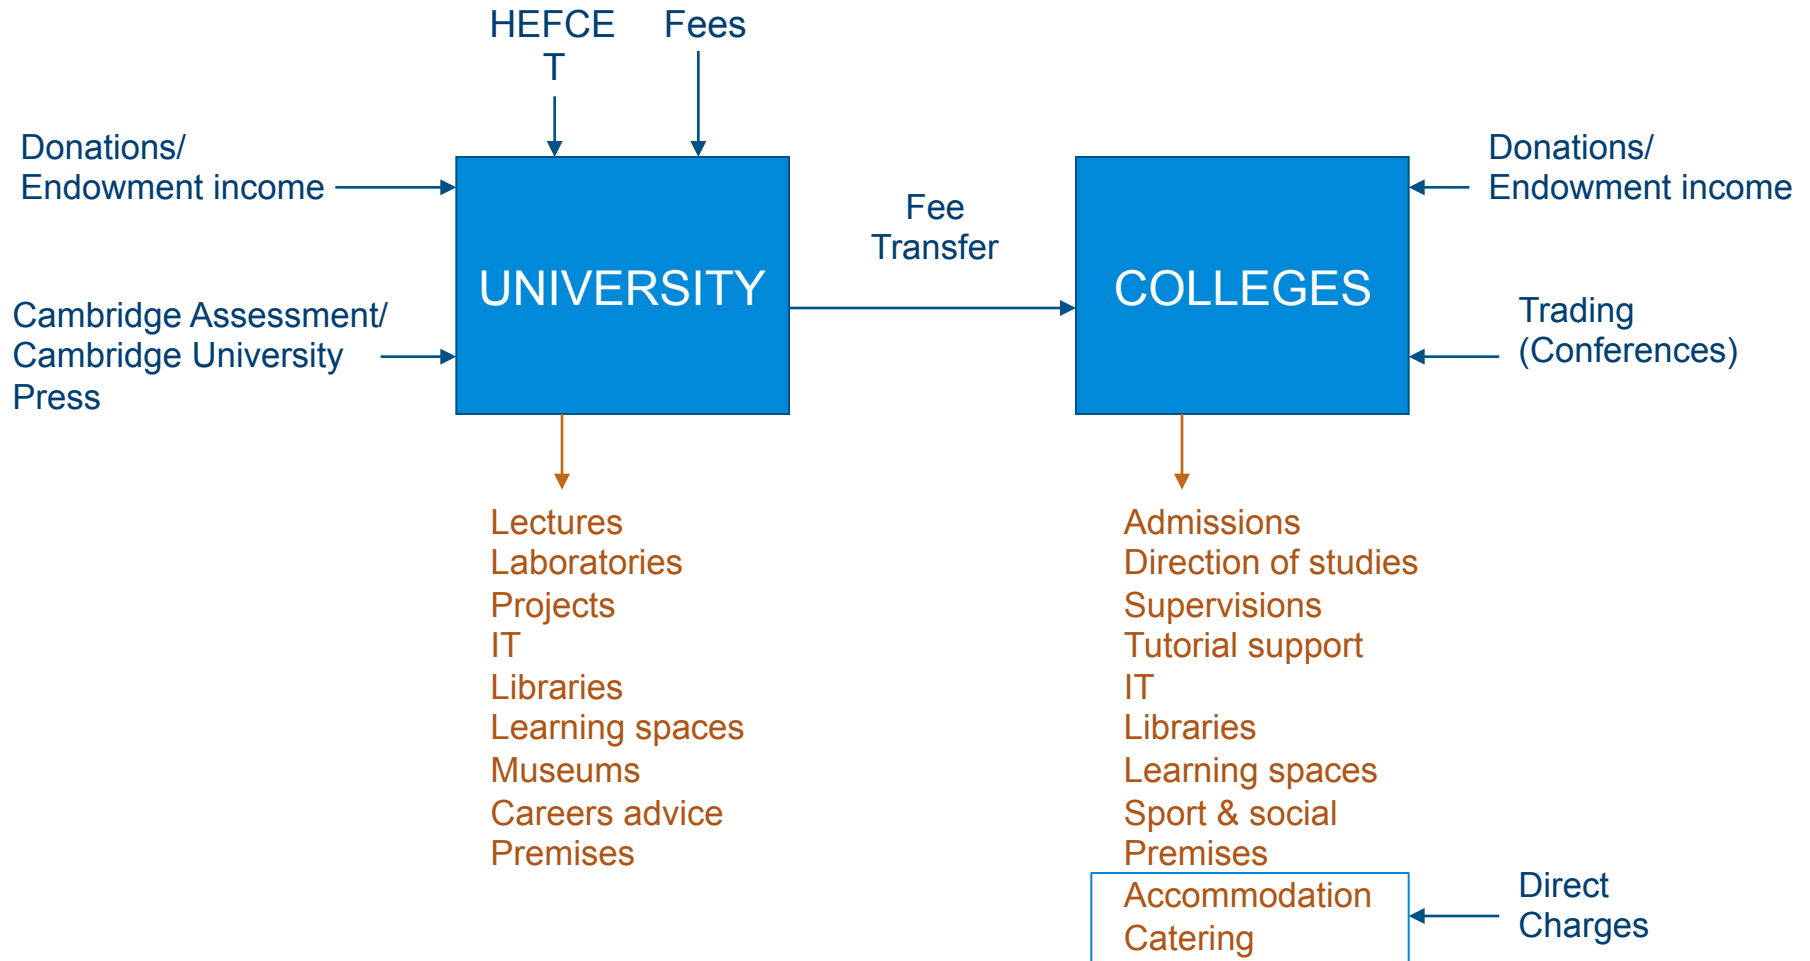 HEFCE
T
Fees
Donations/
Endowment income
Cambridge Assessment/
Cambridge University
Press
UNIVERSITY
Fee
Transfer
COLLEGES
Donations/
Endowment income
Trading
(Conferences)
Lectures
Laboratories
Projects
IT
Libraries
Learning spaces
Museums
Careers advice
Premises
Admissions
Direction of studies
Supervisions
Tutorial support
IT
Libraries
Learning spaces
Sport & social
Premises
Accommodation
Catering
Direct
Charges